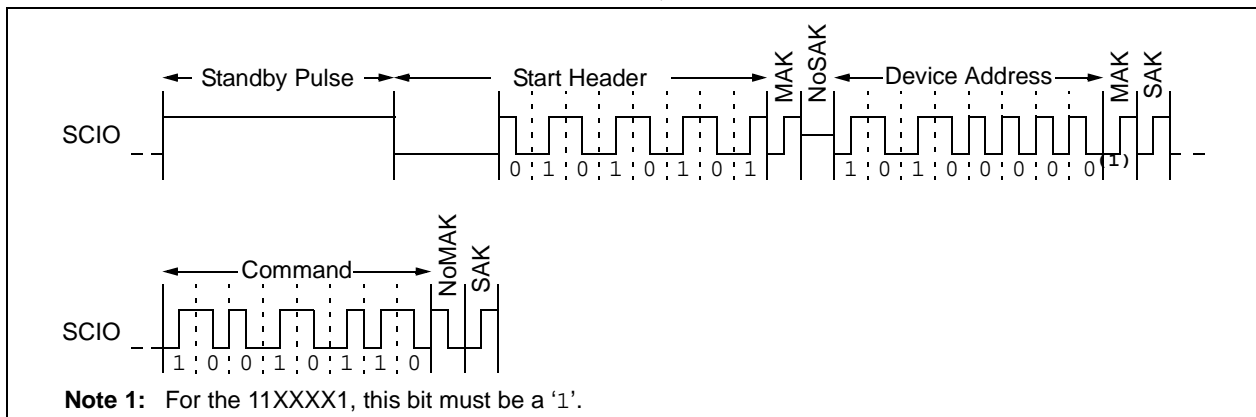 Standby Pulse Start Header MAK NoSAK Device Address MAK SAK
SCIO
0 1 0 1 0 1 0 1 1 0 1 0 0 0 0 0(1)
Command NoMAK SAK
SCIO
1 0 0 1 0 1 1 0
Note 1: For the 11XXXX1, this bit must be a ‘1’.